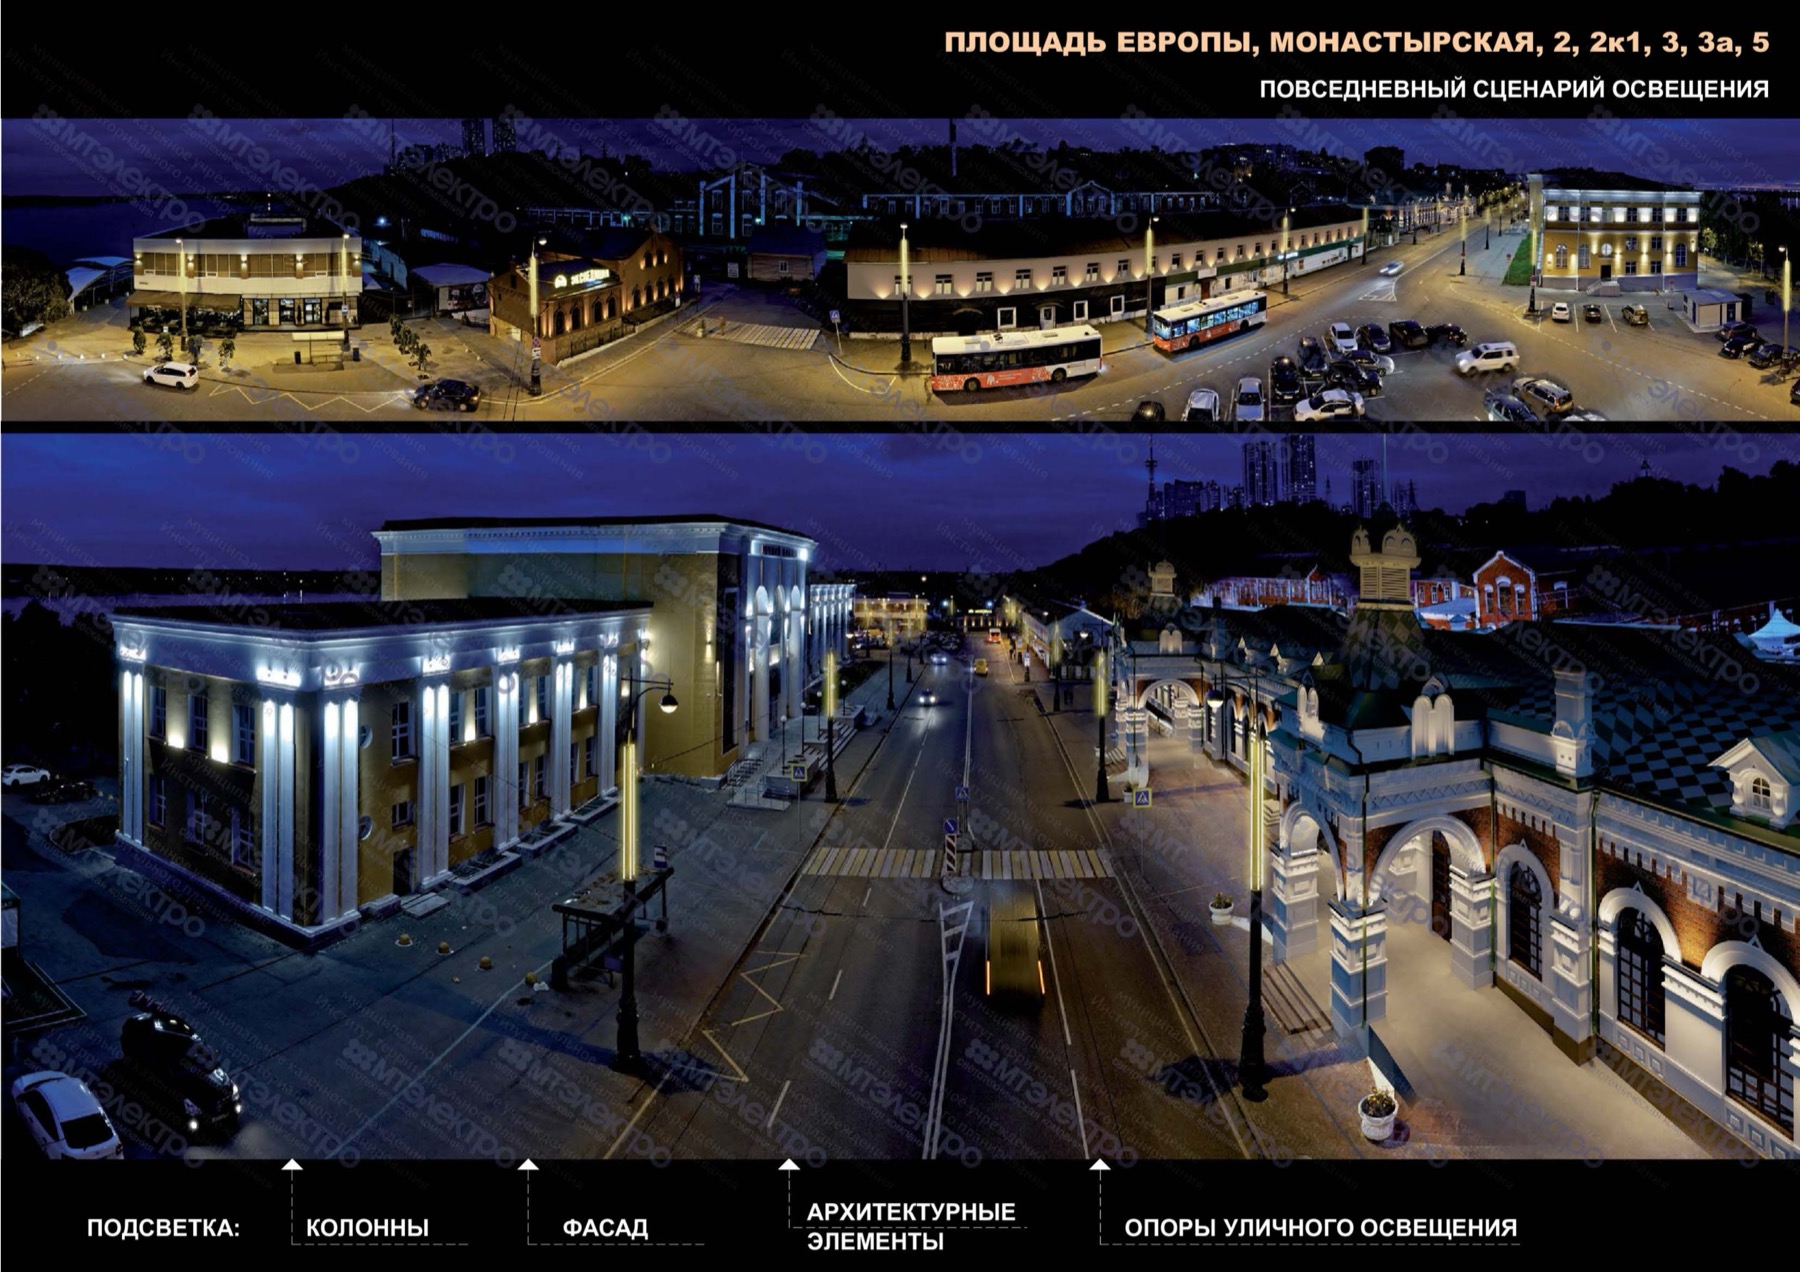 ПЛОЩАДЬ ЕВРОПЫ, МОНАСТЫРСКАЯ, 2, 2к1, 3, 3а, 5
ПОВСЕДНЕВНЫЙ СЦЕНАРИЙ ОСВЕЩЕНИЯ
МТЭлектро
ПОДСВЕТКА:
КОЛОННЫ
ФАСАД
АРХИТЕКТУРНЫЕ
ЭЛЕМЕНТЫ
ОПОРЫ УЛИЧНОГО ОСВЕЩЕНИЯ